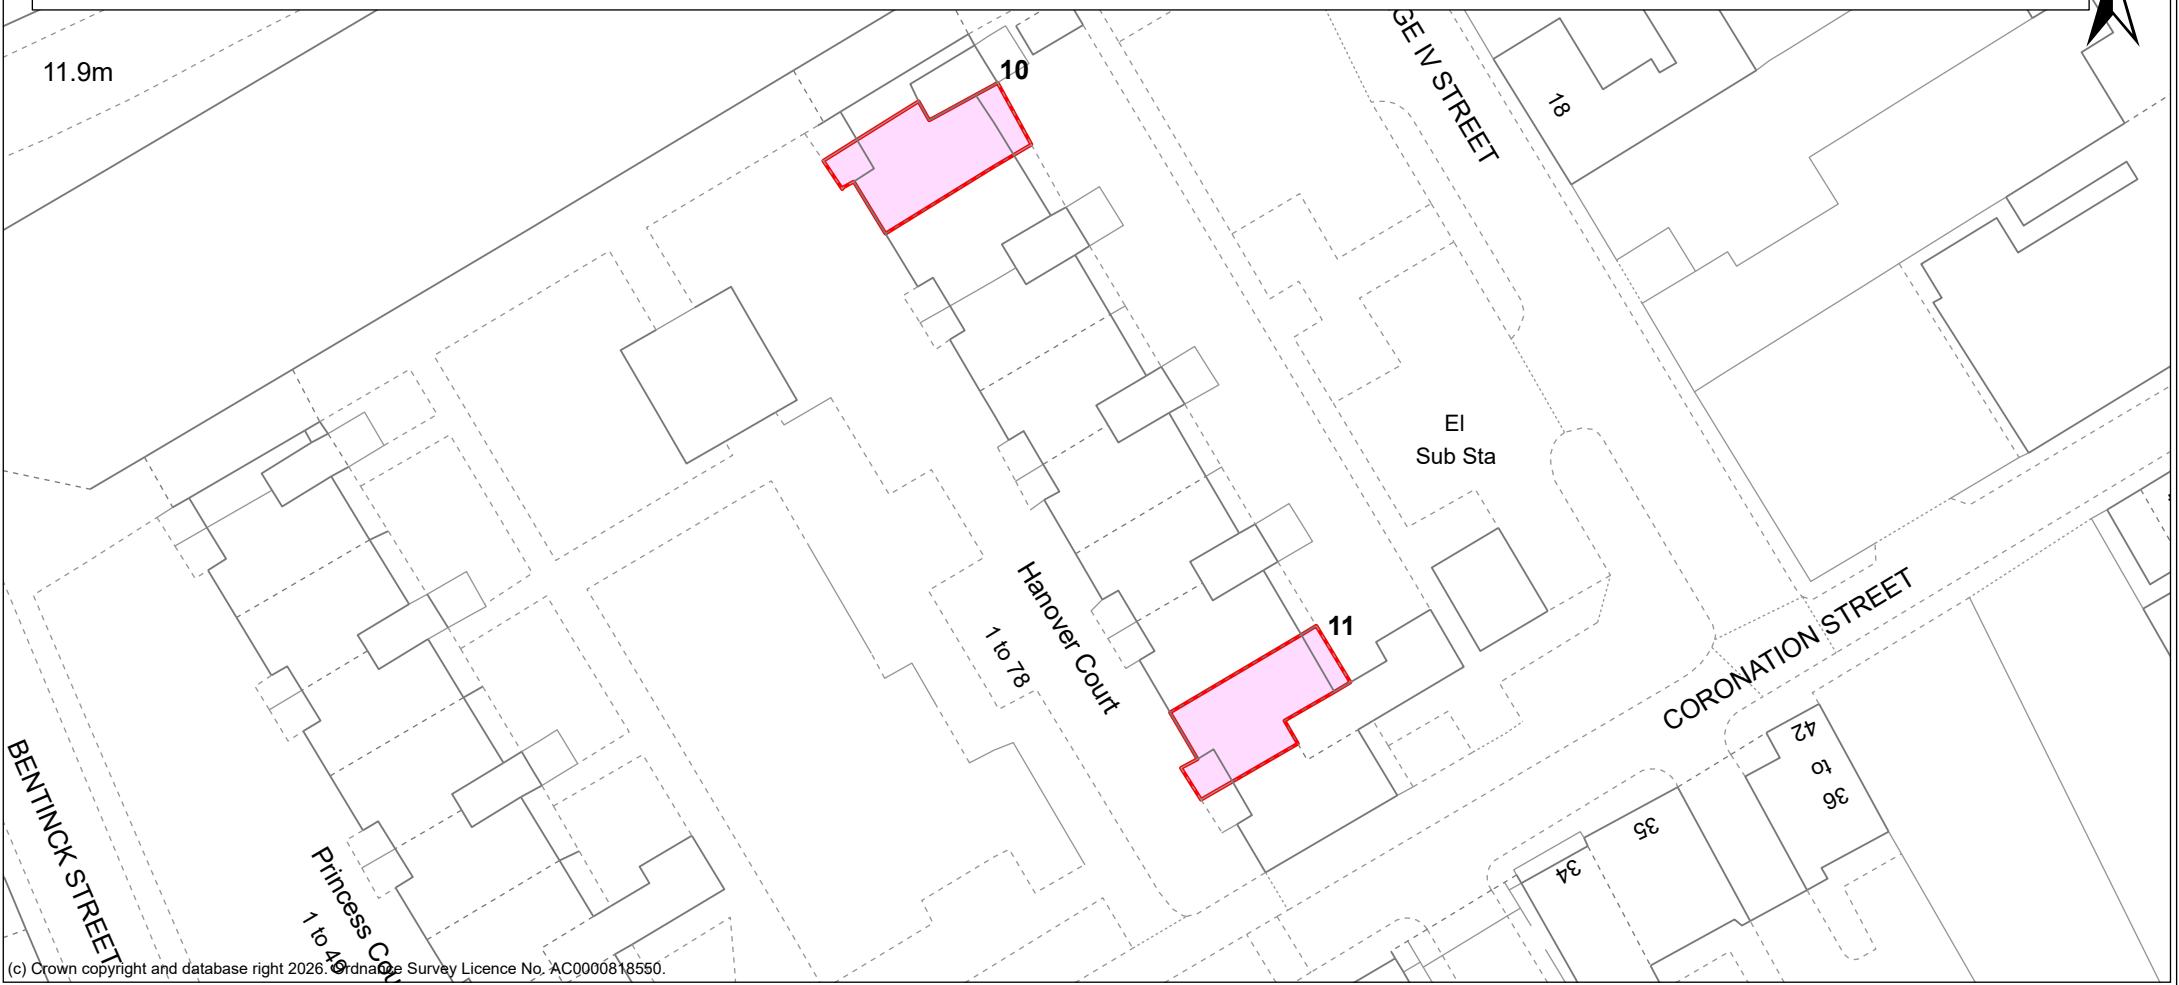 11.9m
10
GE IV STREET
18
El
Sub Sta
Hanover Court
1 to 78
11
CORONATION STREET
42
to
36
35
34
BENTINCK STREET
Princess Cou
1 to 49
(c) Crown copyright and database right 2026. Ordnance Survey Licence No. AC0000818550.